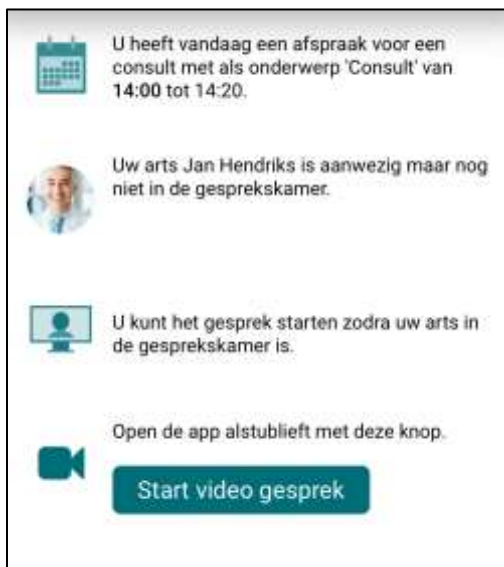 U heeft vandaag een afspraak voor een
consult met als onderwerp 'Consult' van
14:00 tot 14:20.
Uw arts Jan Hendriks is aanwezig maar nog
niet in de gesprekskamer.
U kunt het gesprek starten zodra uw arts in
de gesprekskamer is.
Open de app alstublieft met deze knop.
Start video gesprek